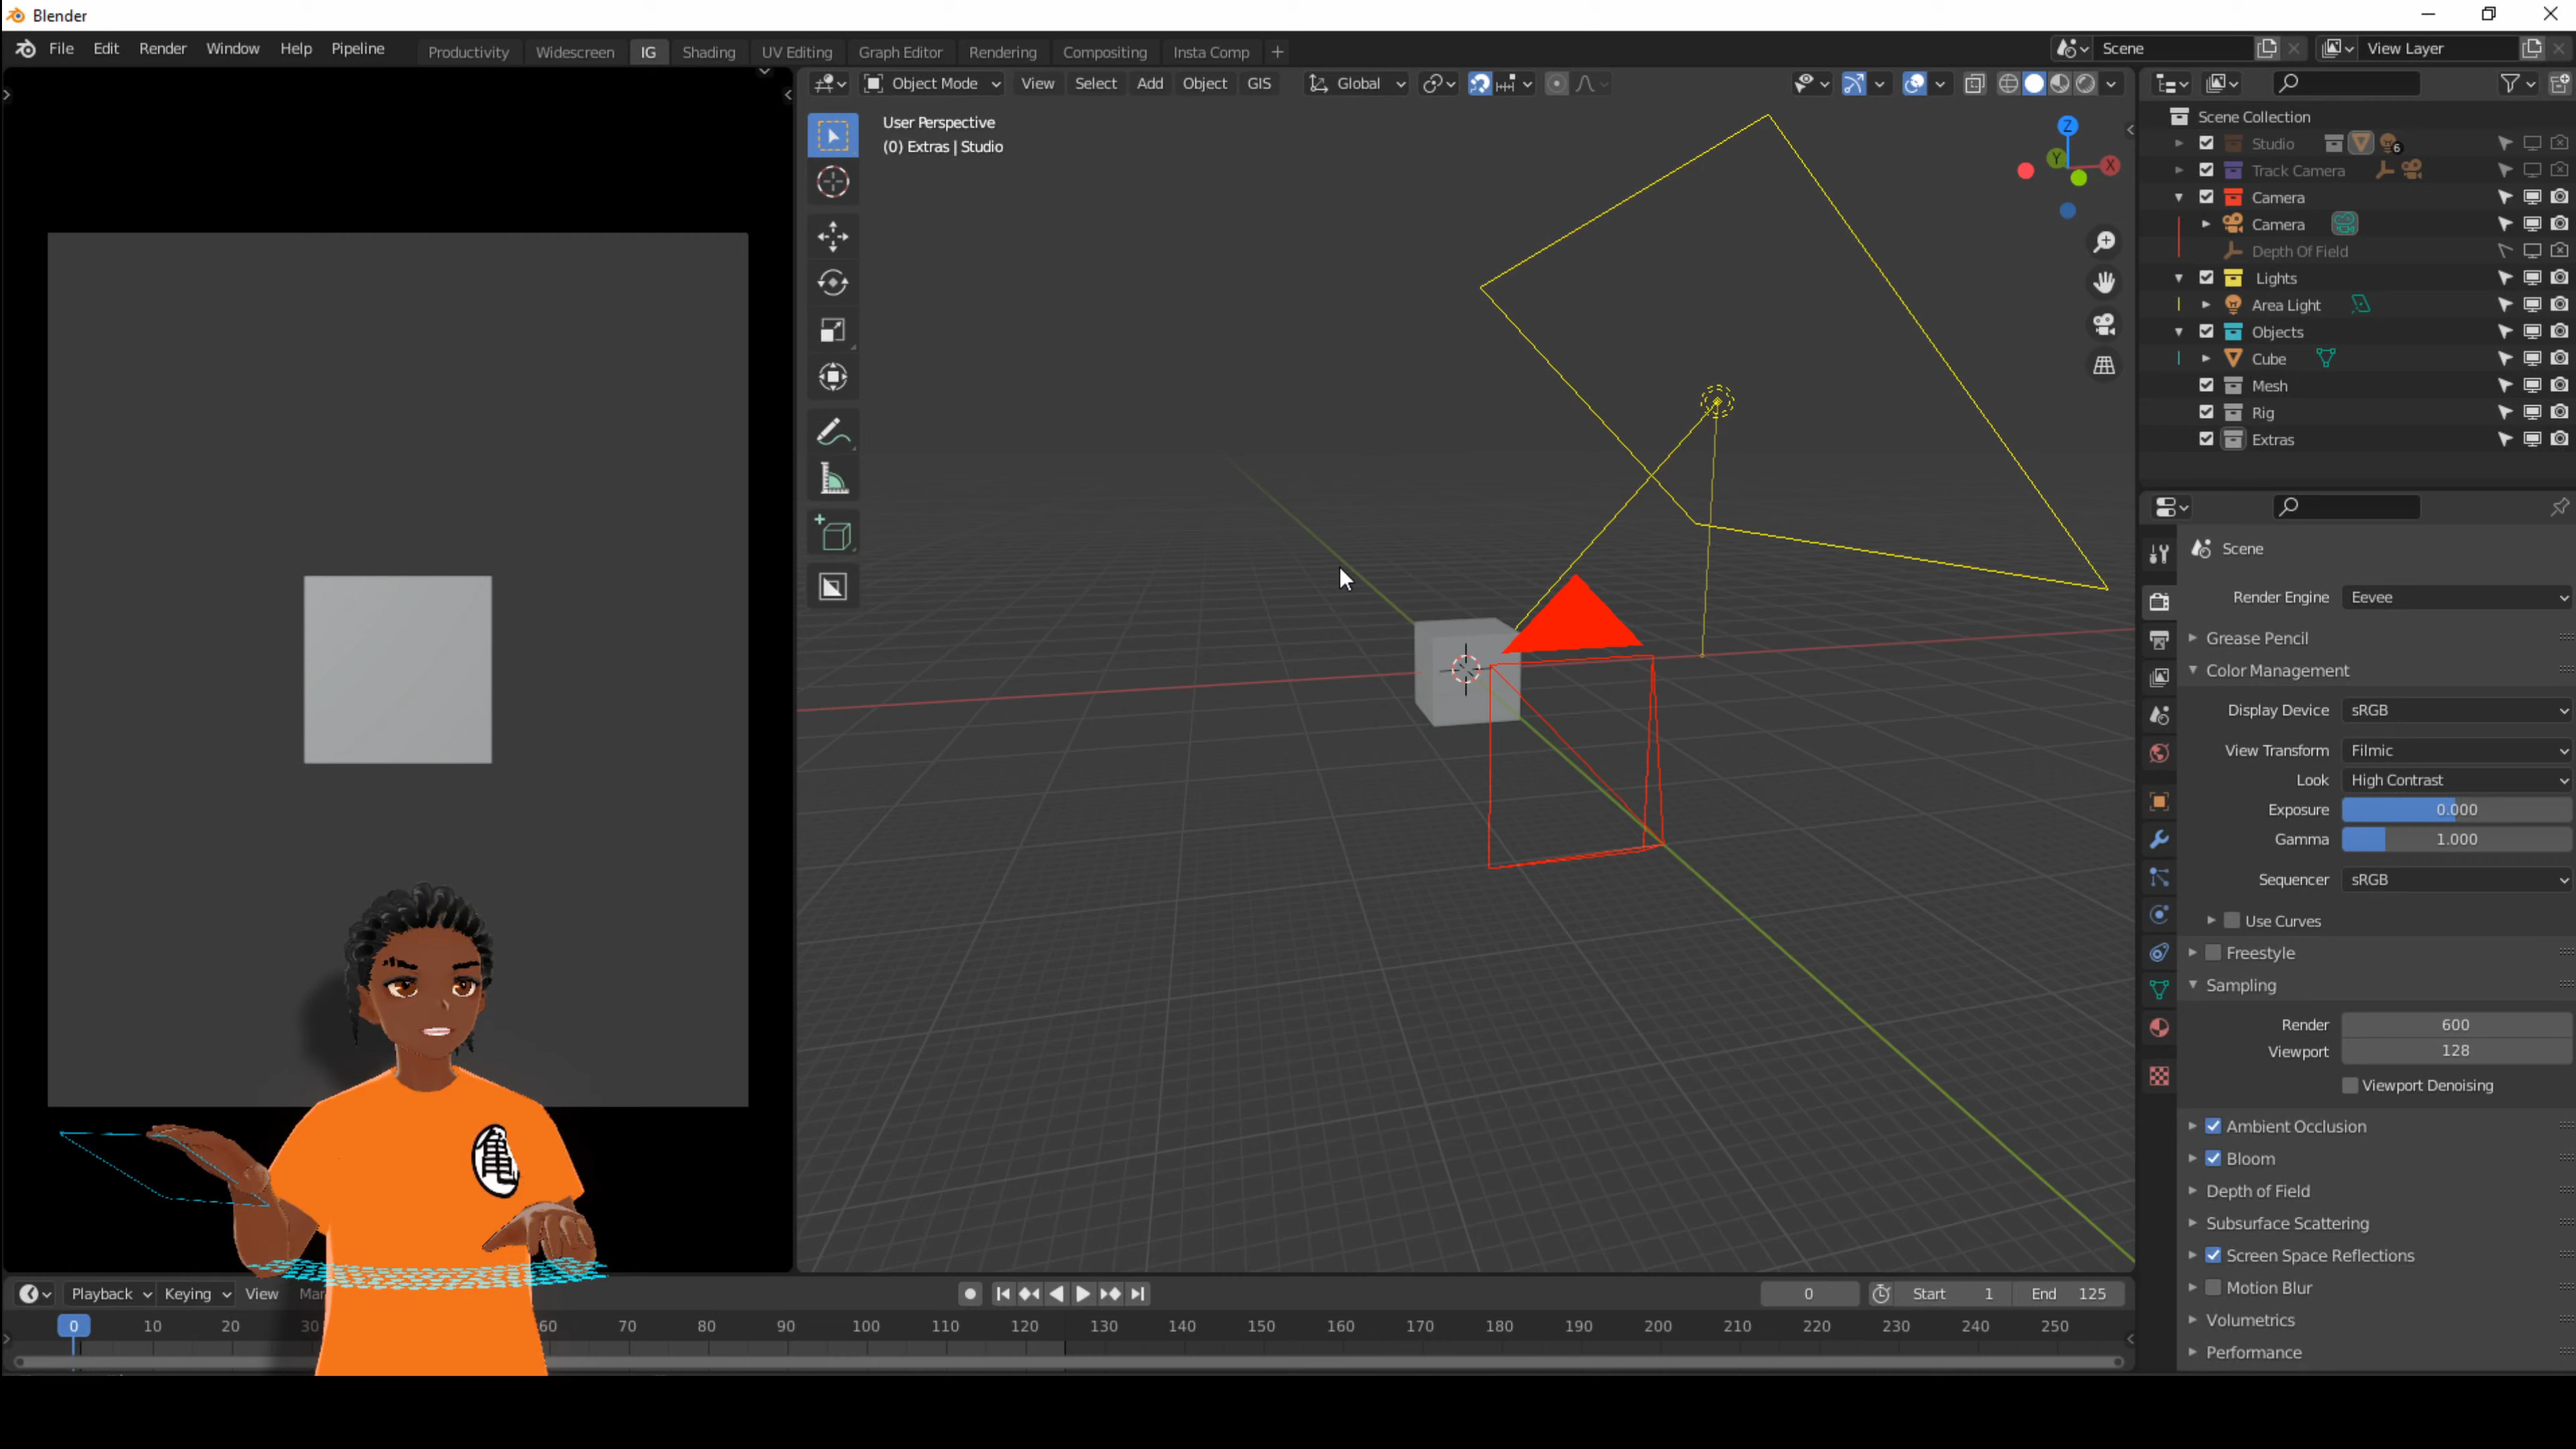 Blender
File Edit Render Window Help Pipeline
Productivity Widescreen IG Shading UV Editing Graph Editor Rendering Compositing Insta Comp +
Scene
View Layer
Object Mode View Select Add Object GIS Global
User Perspective
(0) Extras | Studio
Z
Y
X
Scene Collection
Studio 6
Track Camera
Camera
Camera
Depth Of Field
Lights
Area Light
Objects
Cube
Mesh
Rig
Extras
Scene
Render Engine Eevee
Grease Pencil
Color Management
Display Device sRGB
View Transform Filmic
Look High Contrast
Exposure 0.000
Gamma 1.000
Sequencer sRGB
Use Curves
Freestyle
Sampling
Render 600
Viewport 128
Viewport Denoising
Ambient Occlusion
Bloom
Depth of Field
Subsurface Scattering
Screen Space Reflections
Motion Blur
Volumetrics
Performance
亀
Playback Keying View Mar
0 Start 1 End 125
0 10 20 30 60 70 80 90 100 110 120 130 140 150 160 170 180 190 200 210 220 230 240 250